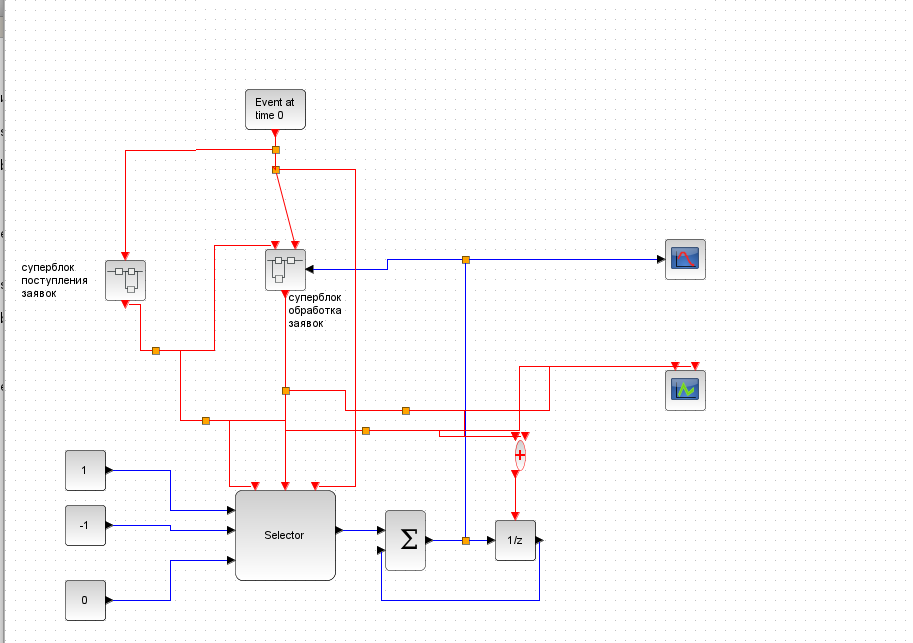 Event at
time 0
суперблок
поступления
заявок
суперблок
обработка
заявок
+
1
-1
0
Selector
Σ
1/z